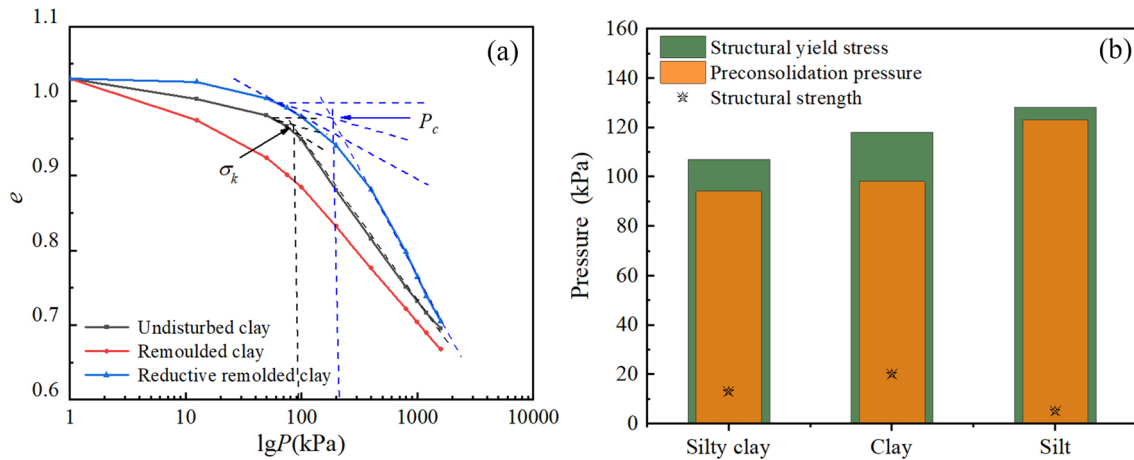 (a)
1.1
1.0
0.9
0.8
0.7
0.6
e
P_c
σ_k
Undisturbed clay
Remoulded clay
Reductive remolded clay
1 10 100 1000 10000
lgP(kPa)
(b)
160
140
120
100
80
60
40
20
0
Pressure (kPa)
Structural yield stress
Preconsolidation pressure
Structural strength
Silty clay Clay Silt